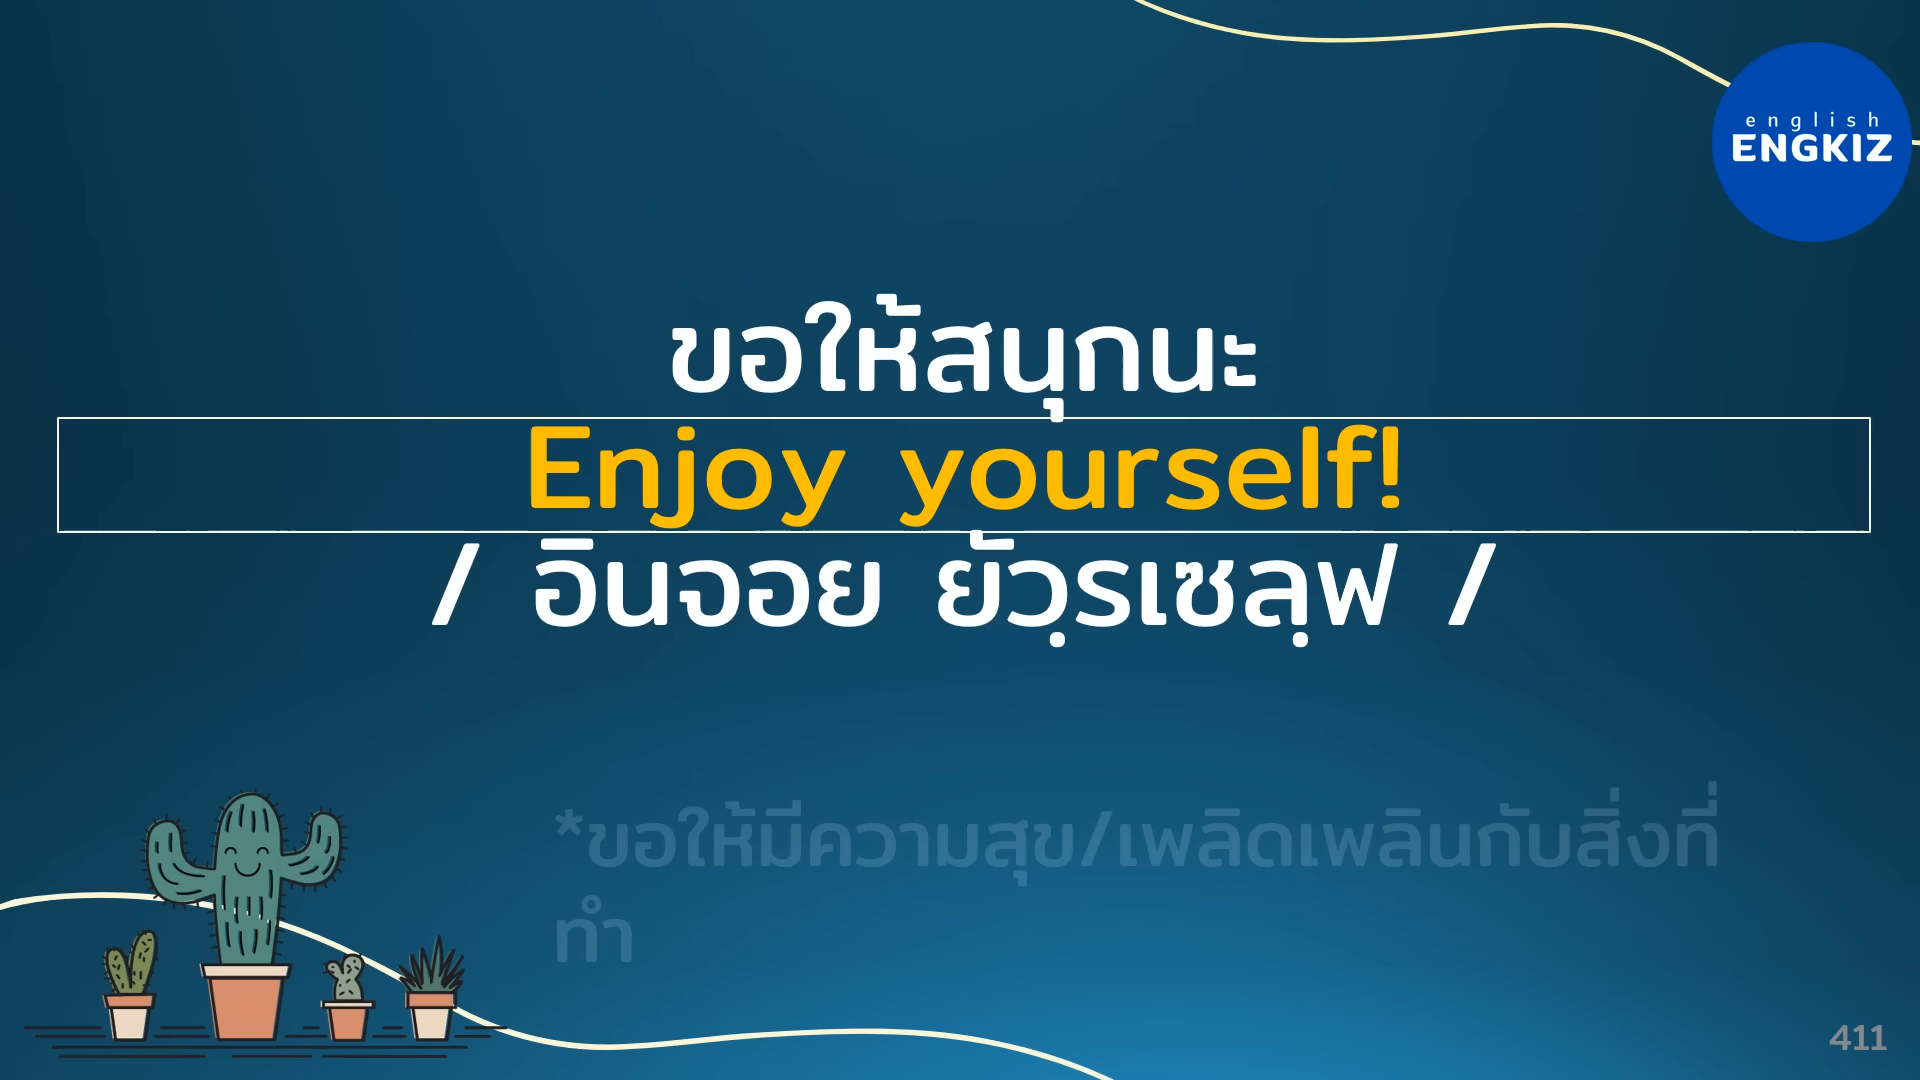 english
ENGKIZ
ขอให้สนุกนะ
Enjoy yourself!
/ อินจอย ยัวฺรเซลฺฟ /
*ขอให้มีความสุข/เพลิดเพลินกับสิ่งที่
ทำ
411